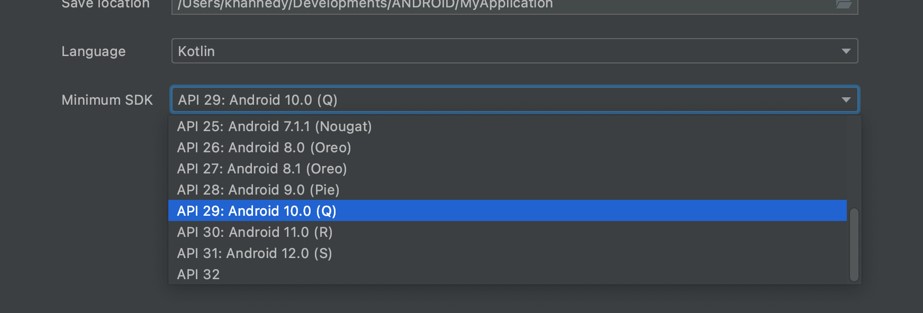 Save location /Users/khannedy/Developments/ANDROID/MyApplication
Language Kotlin
Minimum SDK API 29: Android 10.0 (Q)
API 25: Android 7.1.1 (Nougat)
API 26: Android 8.0 (Oreo)
API 27: Android 8.1 (Oreo)
API 28: Android 9.0 (Pie)
API 29: Android 10.0 (Q)
API 30: Android 11.0 (R)
API 31: Android 12.0 (S)
API 32